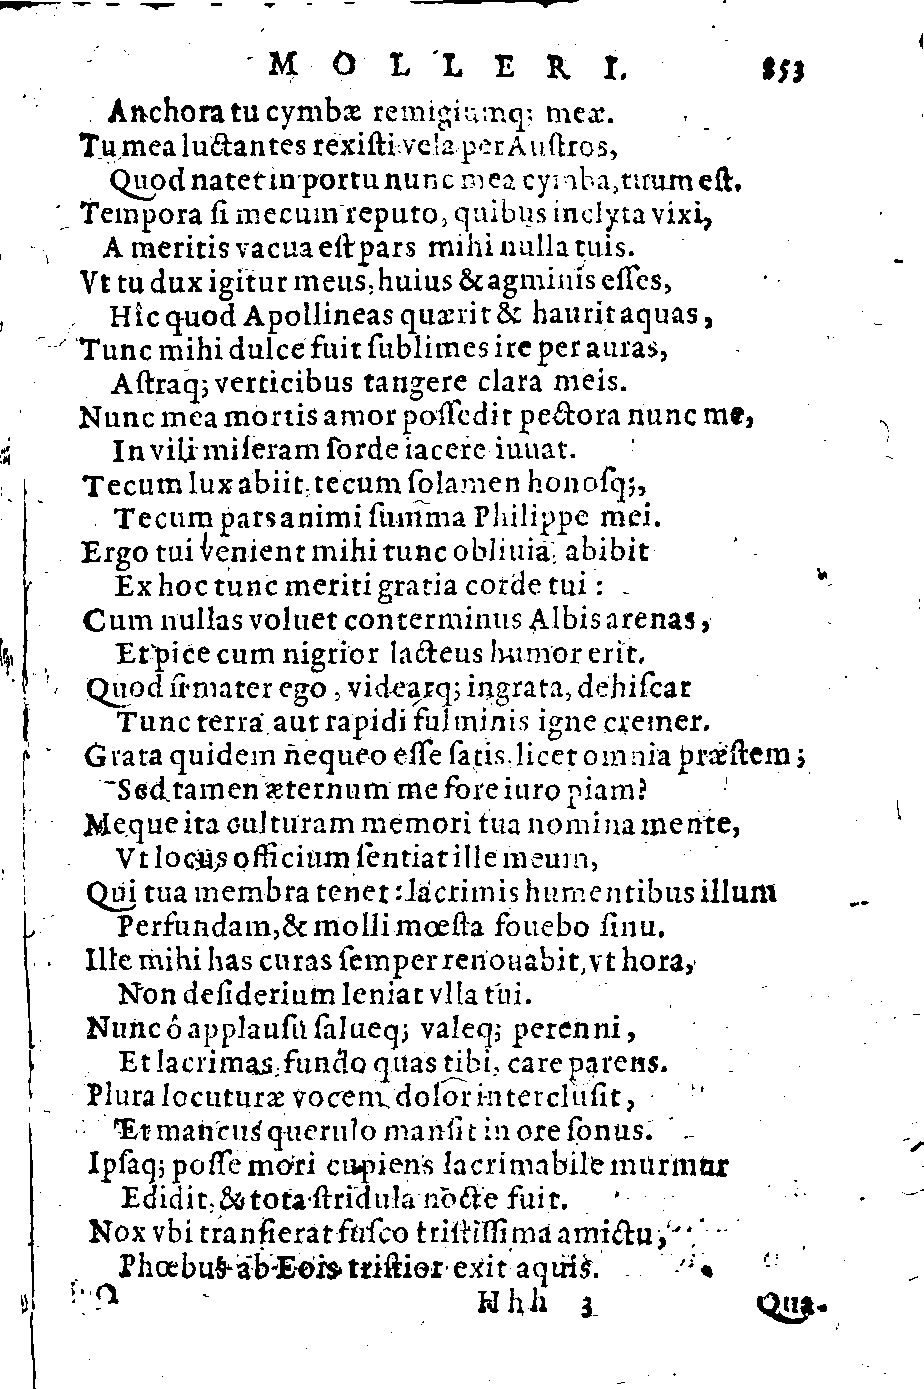 MOLLERI. 853
Anchora tu cymbæ remigiumq; meæ.
Tu mea luctantes rexiſti vela per Auſtros,
Quod natet in portu nunc mea cymba, tuum eſt.
Tempora ſi mecum reputo, quibus inclyta vixi,
A meritis vacua eſt pars mihi nulla tuis.
Vt tu dux igitur meus, huius & agminis eſſes,
Hîc quod Apollineas quærit & haurit aquas,
Tunc mihi dulce fuit ſublimes ire per auras,
Aſtraq; verticibus tangere clara meis.
Nunc mea mortis amor poſſedit pectora nunc me,
In vili miſeram ſorde iacere iuuat.
Tecum lux abiit, tecum ſolamen honoſq;,
Tecum pars animi ſumma Philippe mei.
Ergo tui venient mihi tunc obliuia, abibit
Ex hoc tunc meriti gratia corde tui:
Cum nullas voluet conterminus Albis arenas,
Et pice cum nigrior lacteus humor erit.
Quod ſi mater ego, videarq; ingrata, dehiſcat
Tunc terra aut rapidi fulminis igne cremer.
Grata quidem nequeo eſſe ſatis, licet omnia præſtem;
Sed tamen æternum me fore iuro piam?
Meque ita culturam memori tua nomina mente,
Vt locus officium ſentiat ille meum,
Qui tua membra tenet: lacrimis humentibus illum
Perfundam, & molli mœſta fouebo ſinu.
Ille mihi has curas ſemper renouabit, vt hora,
Non deſiderium leniat vlla tui.
Nunc ô applauſu ſalueq; valeq; perenni,
Et lacrimas, fundo quas tibi, care parens.
Plura locuturæ vocem dolor interclufit,
Et mancus querulo manſit in ore ſonus.
Ipſaq; poſſe mori cupiens lacrimabile murmur
Edidit, & tota ſtridula nocte fuit.
Nox vbi tranſierat fuſco triſtiſſima amictu,
Phœbus ab Eois triſtior exit aquis.
Hhh 3 Qua-